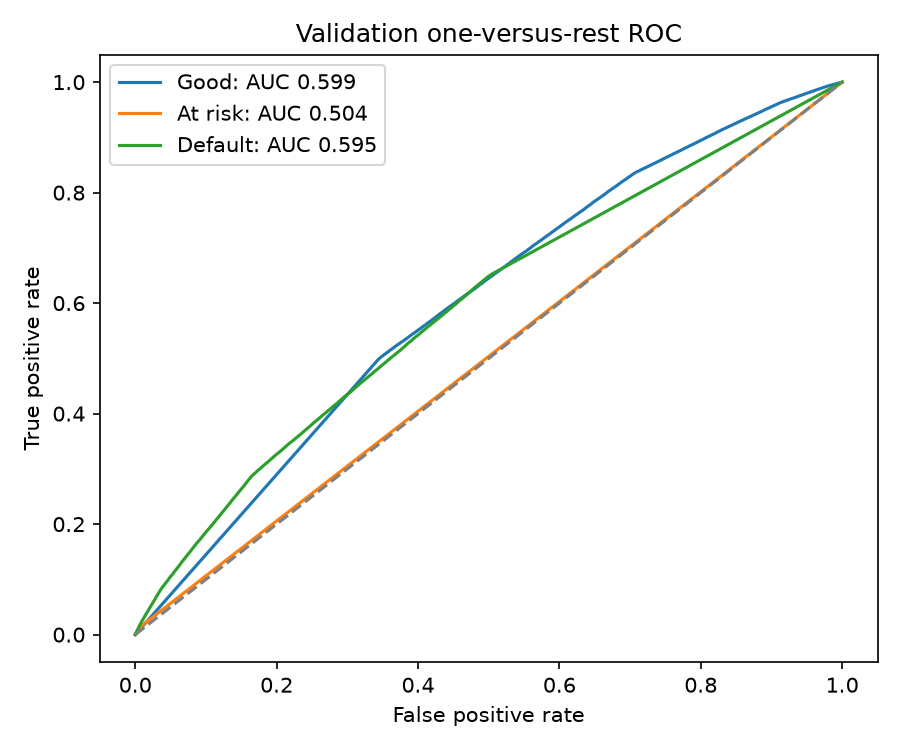 Validation one-versus-rest ROC
Good: AUC 0.599
At risk: AUC 0.504
Default: AUC 0.595
1.0
0.8
0.6
0.4
0.2
0.0
True positive rate
0.0 0.2 0.4 0.6 0.8 1.0
False positive rate